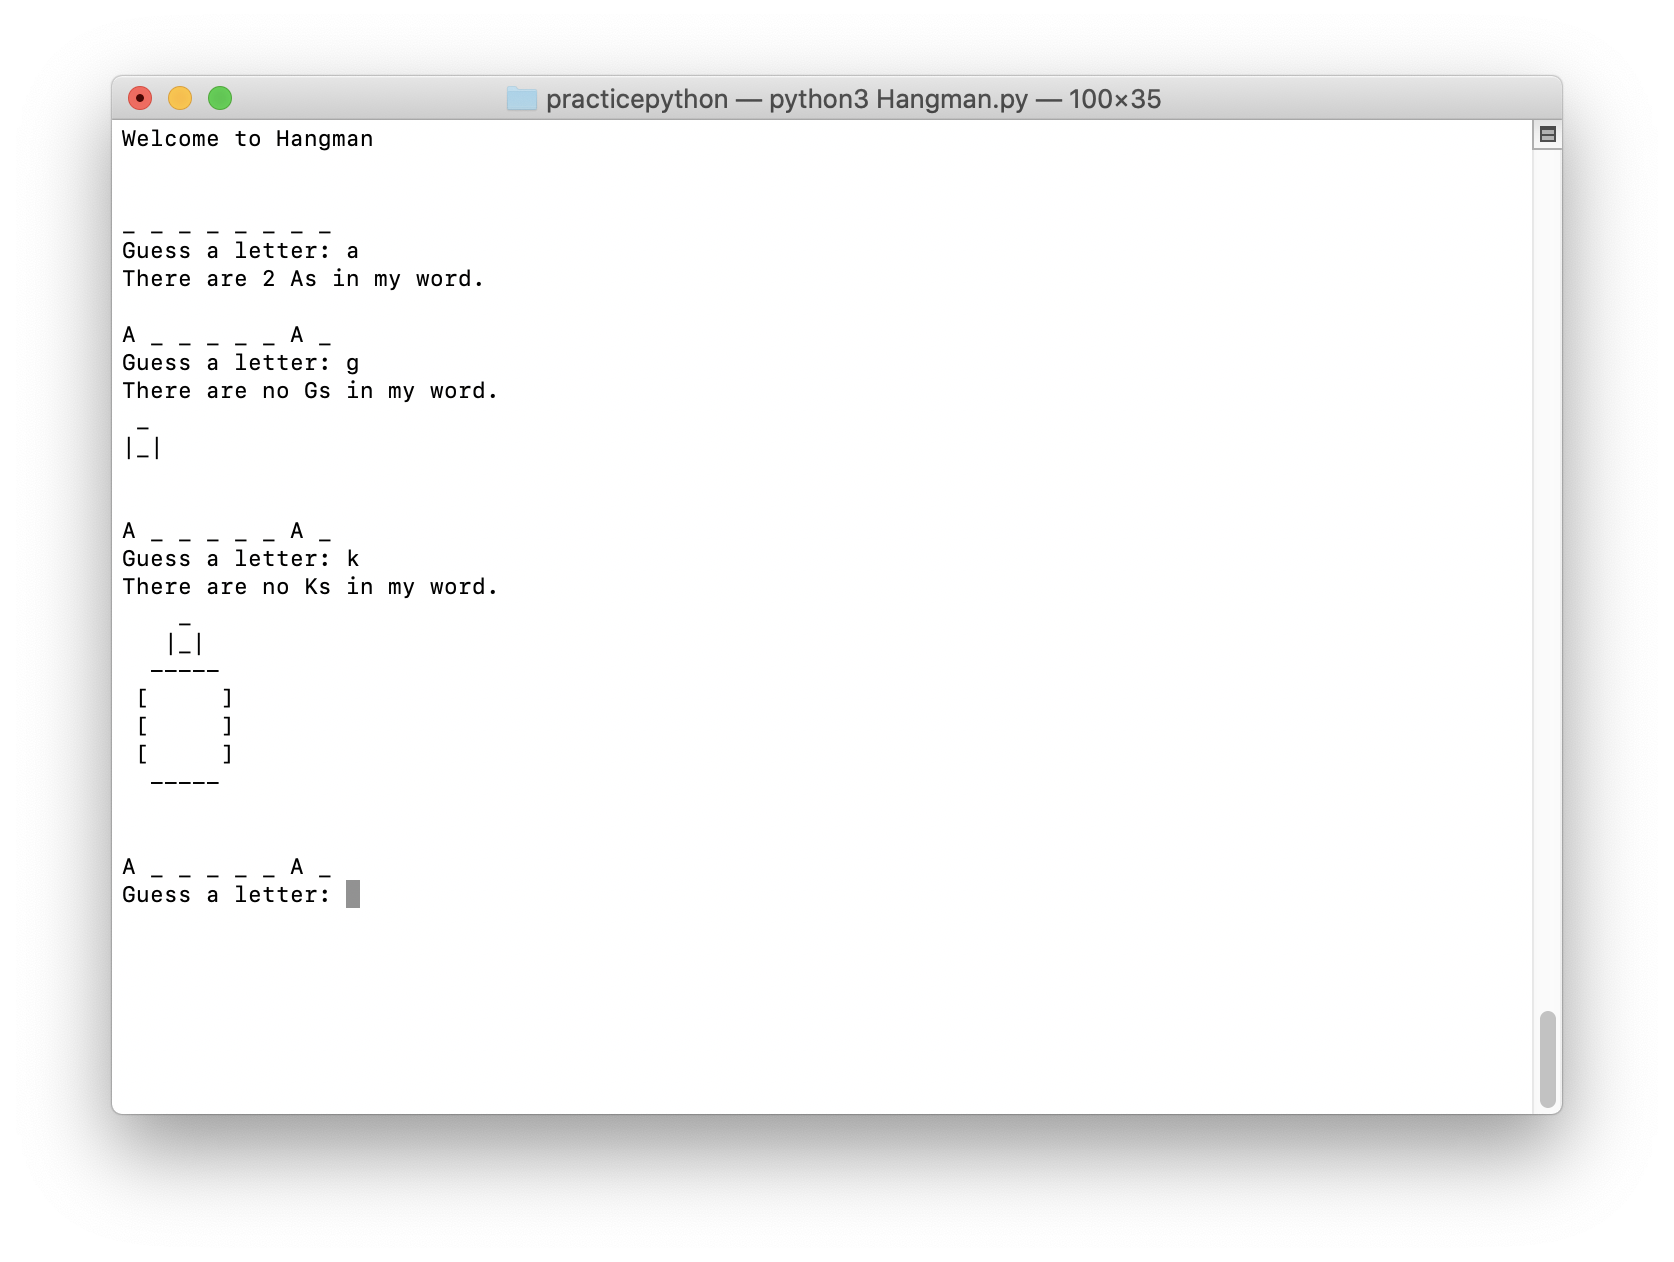 practicepython — python3 Hangman.py — 100×35
Welcome to Hangman
_ _ _ _ _ _ _ _
Guess a letter: a
There are 2 As in my word.
A _ _ _ _ _ A _
Guess a letter: g
There are no Gs in my word.
 _
|_|
A _ _ _ _ _ A _
Guess a letter: k
There are no Ks in my word.
    _
   |_|
  -----
 [     ]
 [     ]
 [     ]
  -----
A _ _ _ _ _ A _
Guess a letter: